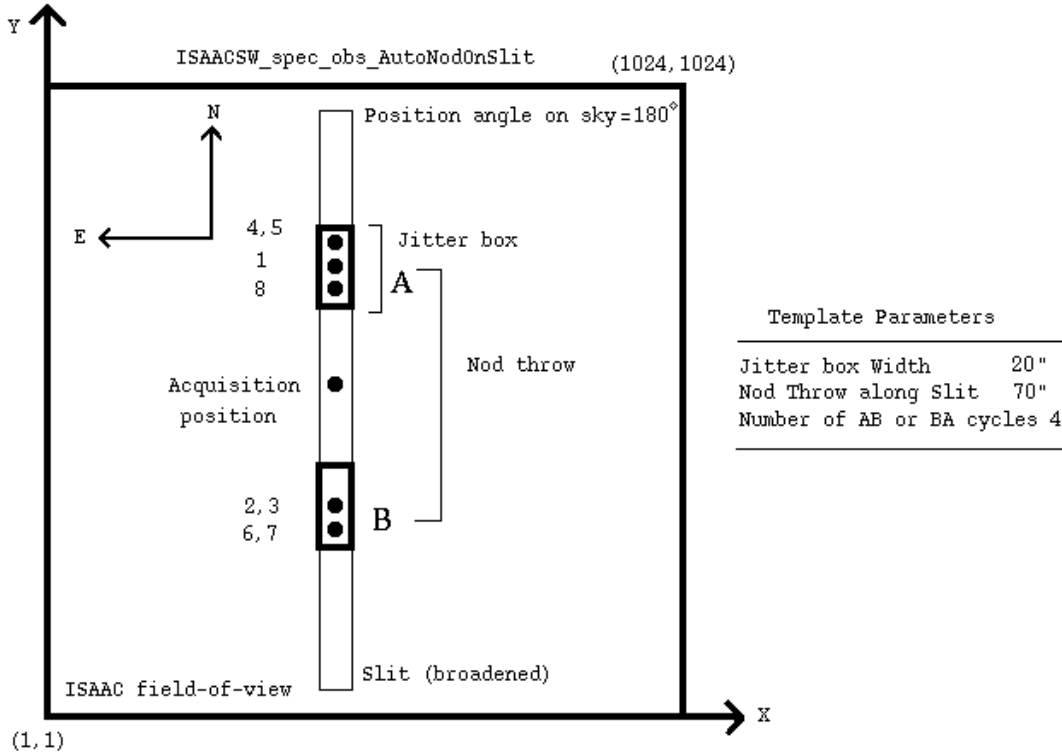 Y
ISAACSW_spec_obs_AutoNodOnSlit
(1024,1024)
N
Position angle on sky=180°
E
4,5
1
8
Jitter box
A
Nod throw
Acquisition
position
2,3
6,7
B
Slit (broadened)
ISAAC field-of-view
X
(1,1)
Template Parameters
Jitter box Width 20"
Nod Throw along Slit 70"
Number of AB or BA cycles 4